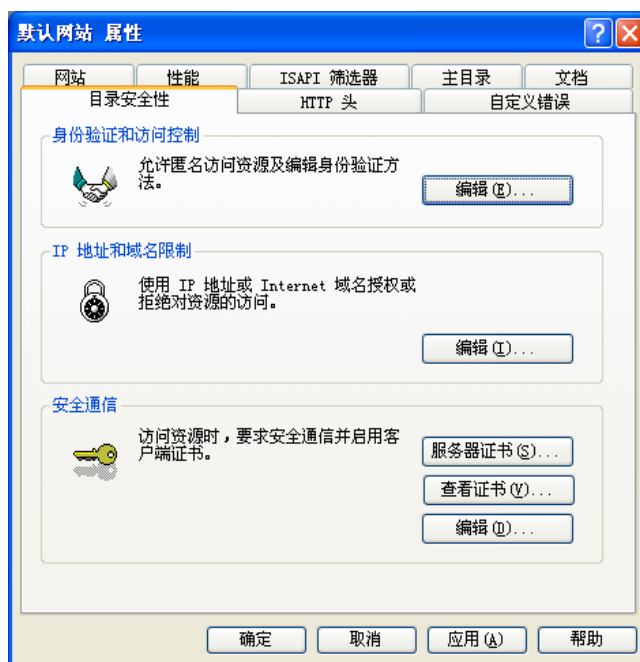 默认网站 属性
网站 性能 ISAPI 筛选器 主目录 文档
目录安全性 HTTP 头 自定义错误
身份验证和访问控制
允许匿名访问资源及编辑身份验证方
法。
编辑(E)...
IP 地址和域名限制
使用 IP 地址或 Internet 域名授权或
拒绝对资源的访问。
编辑(I)...
安全通信
访问资源时，要求安全通信并启用客
户端证书。
服务器证书(S)...
查看证书(V)...
编辑(D)...
确定 取消 应用(A) 帮助